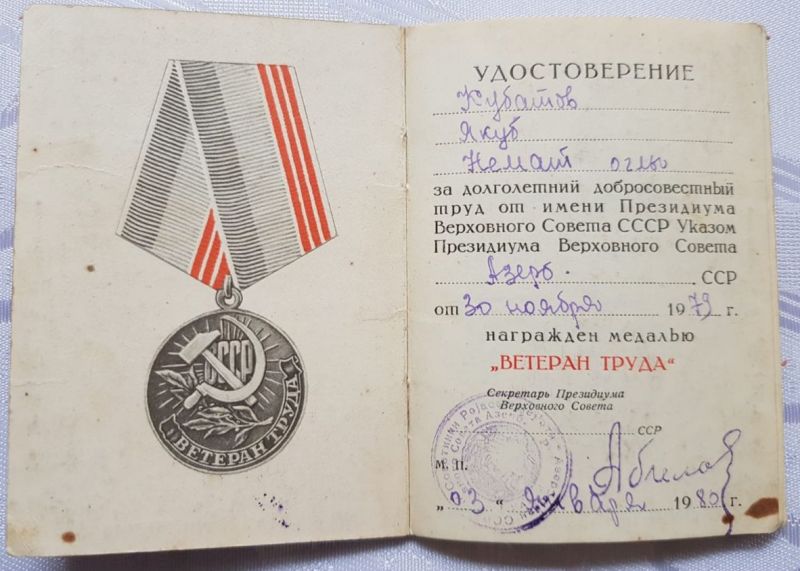 СССР
ВЕТЕРАН ТРУДА
УДОСТОВЕРЕНИЕ
Кубатов
Якуб
Немат оглы
за долголетний добросовестный
труд от имени Президиума
Верховного Совета СССР Указом
Президиума Верховного Совета
Азерб. ССР
от 30 ноября 1979 г.
награжден медалью
„ВЕТЕРАН ТРУДА“
Секретарь Президиума
Верховного Совета
ССР
М. П.
„03“ января 1980 г.